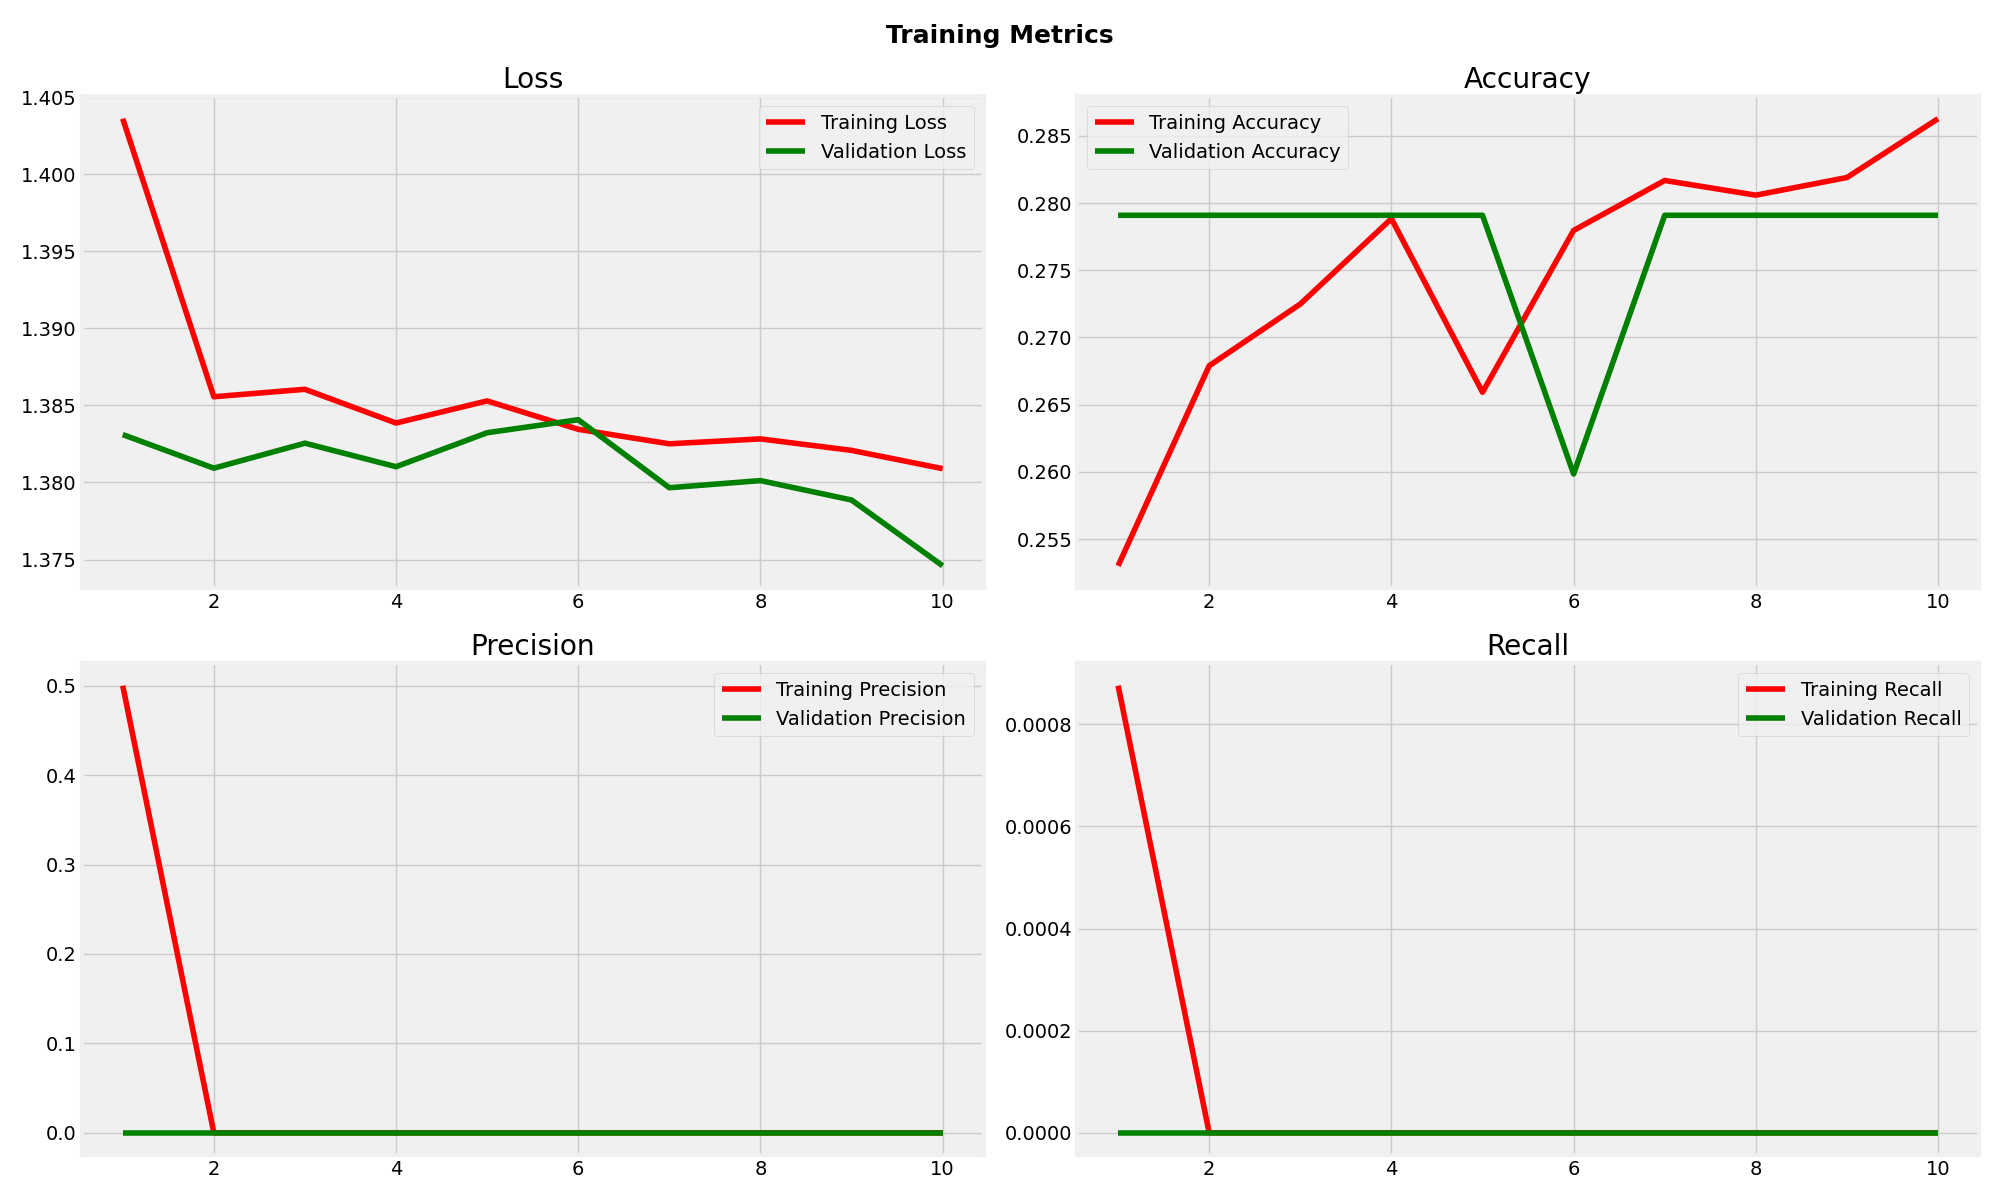 Training Metrics
Loss
1.405
1.400
1.395
1.390
1.385
1.380
1.375
Training Loss
Validation Loss
2 4 6 8 10
Accuracy
0.285
0.280
0.275
0.270
0.265
0.260
0.255
Training Accuracy
Validation Accuracy
2 4 6 8 10
Precision
0.5
0.4
0.3
0.2
0.1
0.0
Training Precision
Validation Precision
2 4 6 8 10
Recall
0.0008
0.0006
0.0004
0.0002
0.0000
Training Recall
Validation Recall
2 4 6 8 10